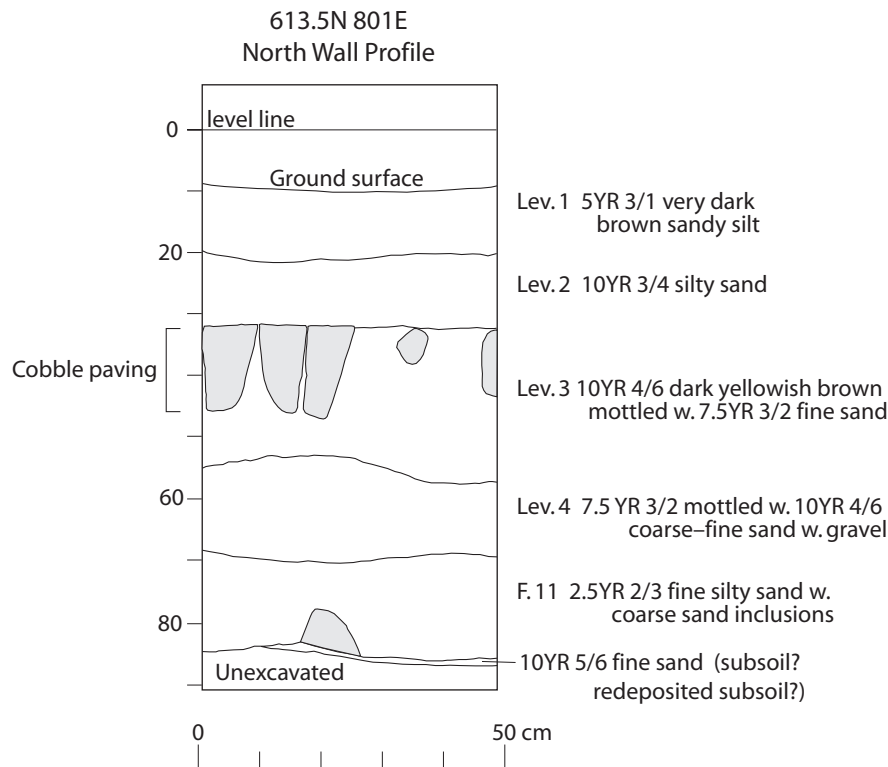 613.5N 801E
North Wall Profile
level line
0
Ground surface
Lev. 1 5YR 3/1 very dark
brown sandy silt
20
Lev. 2 10YR 3/4 silty sand
Cobble paving
Lev. 3 10YR 4/6 dark yellowish brown
mottled w. 7.5YR 3/2 fine sand
60
Lev. 4 7.5 YR 3/2 mottled w. 10YR 4/6
coarse–fine sand w. gravel
F. 11 2.5YR 2/3 fine silty sand w.
coarse sand inclusions
80
10YR 5/6 fine sand (subsoil?
redeposited subsoil?)
Unexcavated
0 50 cm